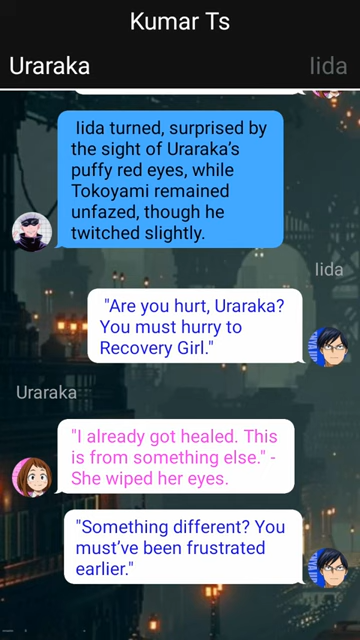 Kumar Ts
Uraraka
Iida
Iida turned, surprised by
the sight of Uraraka’s
puffy red eyes, while
Tokoyami remained
unfazed, though he
twitched slightly.
Iida
"Are you hurt, Uraraka?
You must hurry to
Recovery Girl."
Uraraka
"I already got healed. This
is from something else." -
She wiped her eyes.
"Something different? You
must’ve been frustrated
earlier."